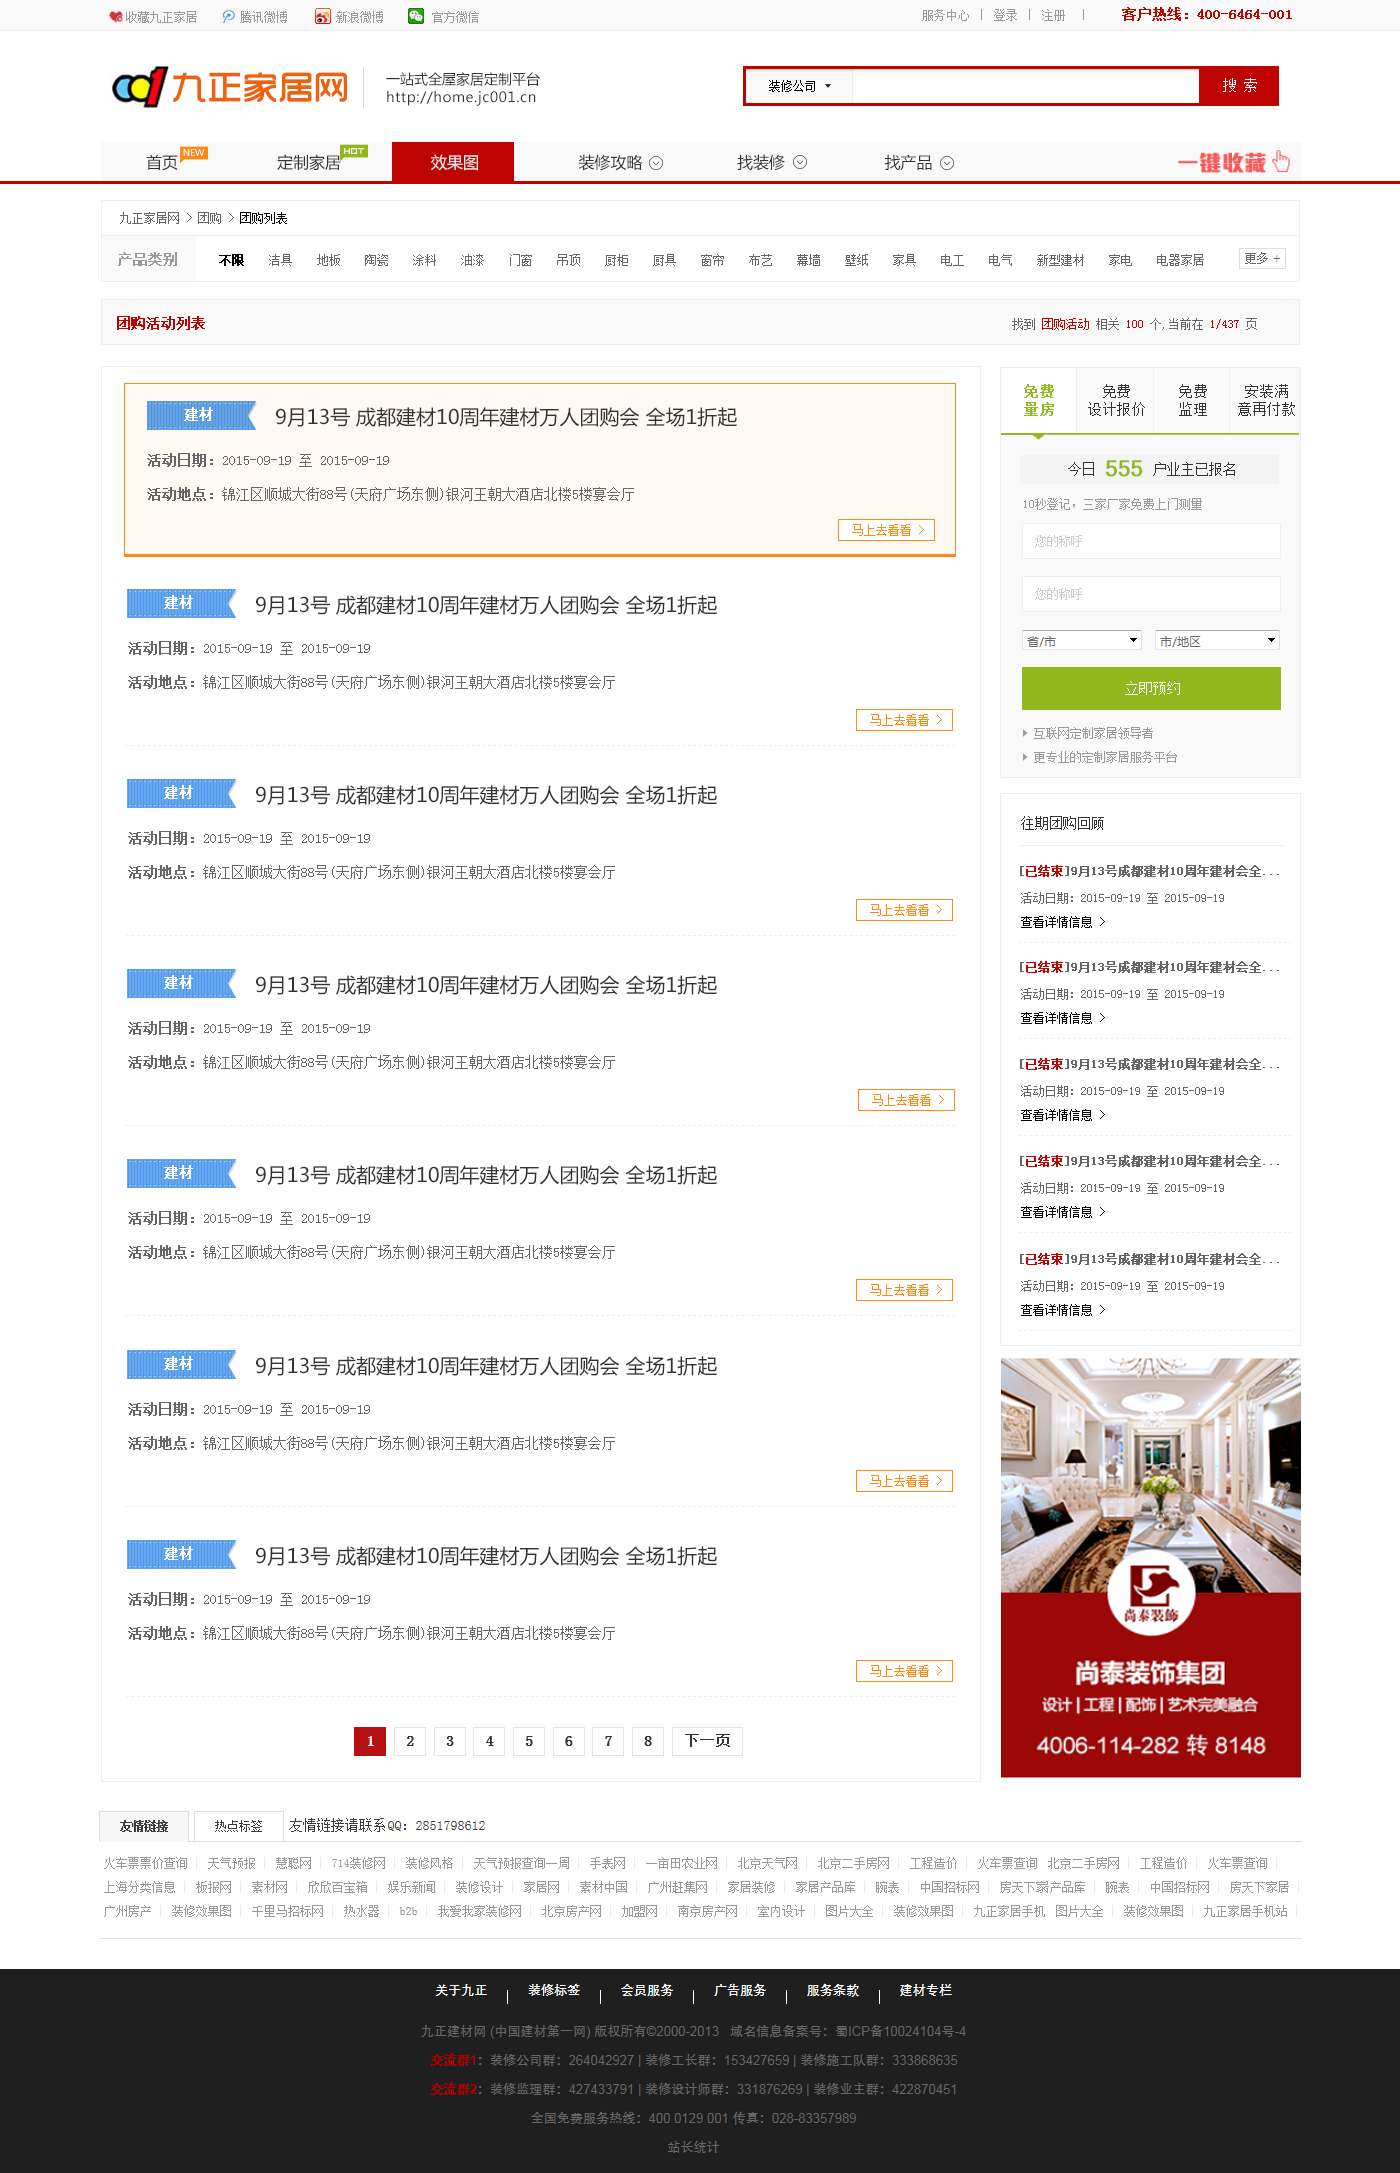 收藏九正家居 腾讯微博 新浪微博 官方微信 服务中心 | 登录 | 注册 | 客户热线：400-6464-001
九正家居网 一站式全屋家居定制平台
http://home.jc001.cn
装修公司 搜 索
首页 NEW 定制家居 HOT 效果图 装修攻略 找装修 找产品 一键收藏
九正家居网 > 团购 > 团购列表
产品类别 不限 洁具 地板 陶瓷 涂料 油漆 门窗 吊顶 厨柜 厨具 窗帘 布艺 幕墙 壁纸 家具 电工 电气 新型建材 家电 电器家居 更多 +
团购活动列表 找到 团购活动 相关 100 个,当前在 1/437 页
建材 9月13号 成都建材10周年建材万人团购会 全场1折起
活动日期：2015-09-19 至 2015-09-19
活动地点：锦江区顺城大街88号(天府广场东侧)银河王朝大酒店北楼5楼宴会厅
马上去看看 >
建材 9月13号 成都建材10周年建材万人团购会 全场1折起
活动日期：2015-09-19 至 2015-09-19
活动地点：锦江区顺城大街88号(天府广场东侧)银河王朝大酒店北楼5楼宴会厅
马上去看看 >
建材 9月13号 成都建材10周年建材万人团购会 全场1折起
活动日期：2015-09-19 至 2015-09-19
活动地点：锦江区顺城大街88号(天府广场东侧)银河王朝大酒店北楼5楼宴会厅
马上去看看 >
建材 9月13号 成都建材10周年建材万人团购会 全场1折起
活动日期：2015-09-19 至 2015-09-19
活动地点：锦江区顺城大街88号(天府广场东侧)银河王朝大酒店北楼5楼宴会厅
马上去看看 >
建材 9月13号 成都建材10周年建材万人团购会 全场1折起
活动日期：2015-09-19 至 2015-09-19
活动地点：锦江区顺城大街88号(天府广场东侧)银河王朝大酒店北楼5楼宴会厅
马上去看看 >
建材 9月13号 成都建材10周年建材万人团购会 全场1折起
活动日期：2015-09-19 至 2015-09-19
活动地点：锦江区顺城大街88号(天府广场东侧)银河王朝大酒店北楼5楼宴会厅
马上去看看 >
建材 9月13号 成都建材10周年建材万人团购会 全场1折起
活动日期：2015-09-19 至 2015-09-19
活动地点：锦江区顺城大街88号(天府广场东侧)银河王朝大酒店北楼5楼宴会厅
马上去看看 >
1 2 3 4 5 6 7 8 下一页
免费 免费 免费 安装满
量房 设计报价 监理 意再付款
今日 555 户业主已报名
10秒登记，三家厂家免费上门测量
您的称呼
您的称呼
省/市 市/地区
立即预约
互联网定制家居领导者
更专业的定制家居服务平台
往期团购回顾
[已结束]9月13号成都建材10周年建材会全...
活动日期：2015-09-19 至 2015-09-19
查看详情信息 >
[已结束]9月13号成都建材10周年建材会全...
活动日期：2015-09-19 至 2015-09-19
查看详情信息 >
[已结束]9月13号成都建材10周年建材会全...
活动日期：2015-09-19 至 2015-09-19
查看详情信息 >
[已结束]9月13号成都建材10周年建材会全...
活动日期：2015-09-19 至 2015-09-19
查看详情信息 >
[已结束]9月13号成都建材10周年建材会全...
活动日期：2015-09-19 至 2015-09-19
查看详情信息 >
尚泰装飾
尚泰装饰集团
设计 | 工程 | 配饰 | 艺术完美融合
4006-114-282 转 8148
友情链接 热点标签 友情链接请联系QQ：2851798612
火车票票价查询 | 天气预报 | 慧聪网 | 714装修网 | 装修风格 | 天气预报查询一周 | 手表网 | 一亩田农业网 | 北京天气网 | 北京二手房网 | 工程造价 | 火车票查询 北京二手房网 | 工程造价 | 火车票查询 |
上海分类信息 | 板报网 | 素材网 | 欣欣百宝箱 | 娱乐新闻 | 装修设计 | 家居网 | 素材中国 | 广州赶集网 | 家居装修 | 家居产品库 | 腕表 | 中国招标网 | 房天下家产品库 | 腕表 | 中国招标网 | 房天下家居 |
广州房产 | 装修效果图 | 千里马招标网 | 热水器 | b2b | 我爱我家装修网 | 北京房产网 | 加盟网 | 南京房产网 | 室内设计 | 图片大全 | 装修效果图 | 九正家居手机 图片大全 | 装修效果图 | 九正家居手机站 |
关于九正 | 装修标签 | 会员服务 | 广告服务 | 服务条款 | 建材专栏
九正建材网 (中国建材第一网) 版权所有©2000-2013 域名信息备案号：蜀ICP备10024104号-4
交流群1：装修公司群：264042927 | 装修工长群：153427659 | 装修施工队群：333868635
交流群2：装修监理群：427433791 | 装修设计师群：331876269 | 装修业主群：422870451
全国免费服务热线：400 0129 001 传真：028-83357989
站长统计